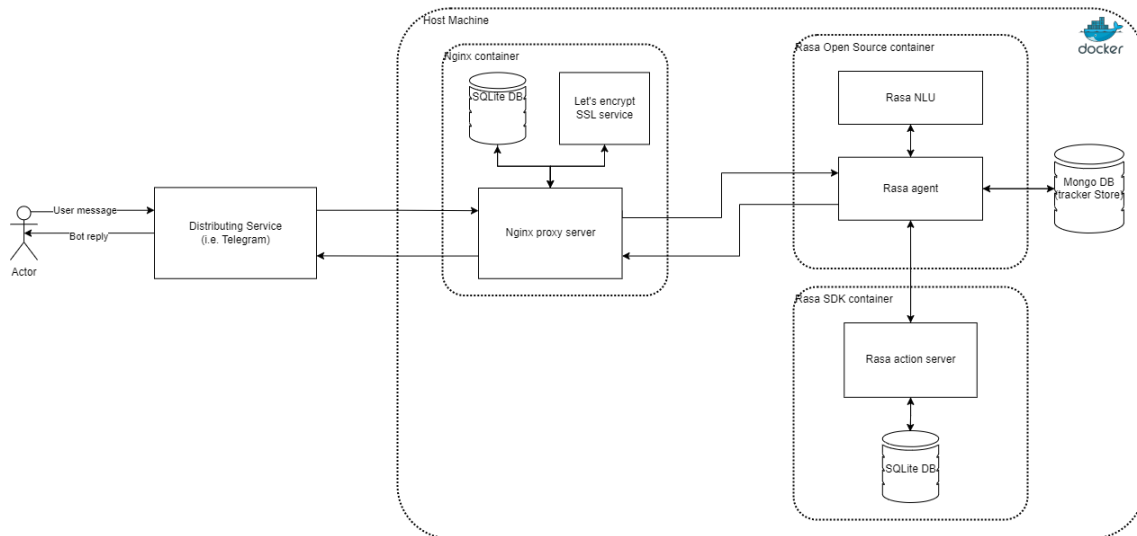 Host Machine
docker
Nginx container
Rasa Open Source container
SQLite DB
Let's encrypt
SSL service
Rasa NLU
Rasa agent
Mongo DB
(tracker Store)
User message
Bot reply
Actor
Distributing Service
(i.e. Telegram)
Nginx proxy server
Rasa SDK container
Rasa action server
SQLite DB